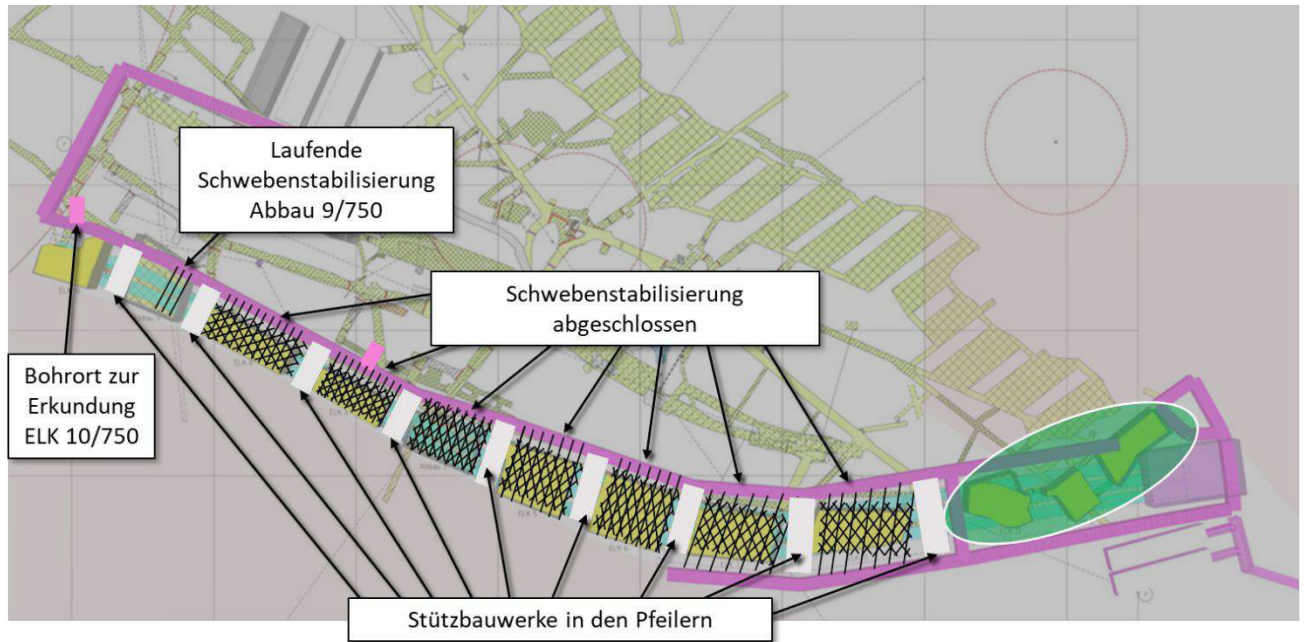 Laufende
Schwebenstabilisierung
Abbau 9/750
Schwebenstabilisierung
abgeschlossen
Bohrort zur
Erkundung
ELK 10/750
Stützbauwerke in den Pfeilern